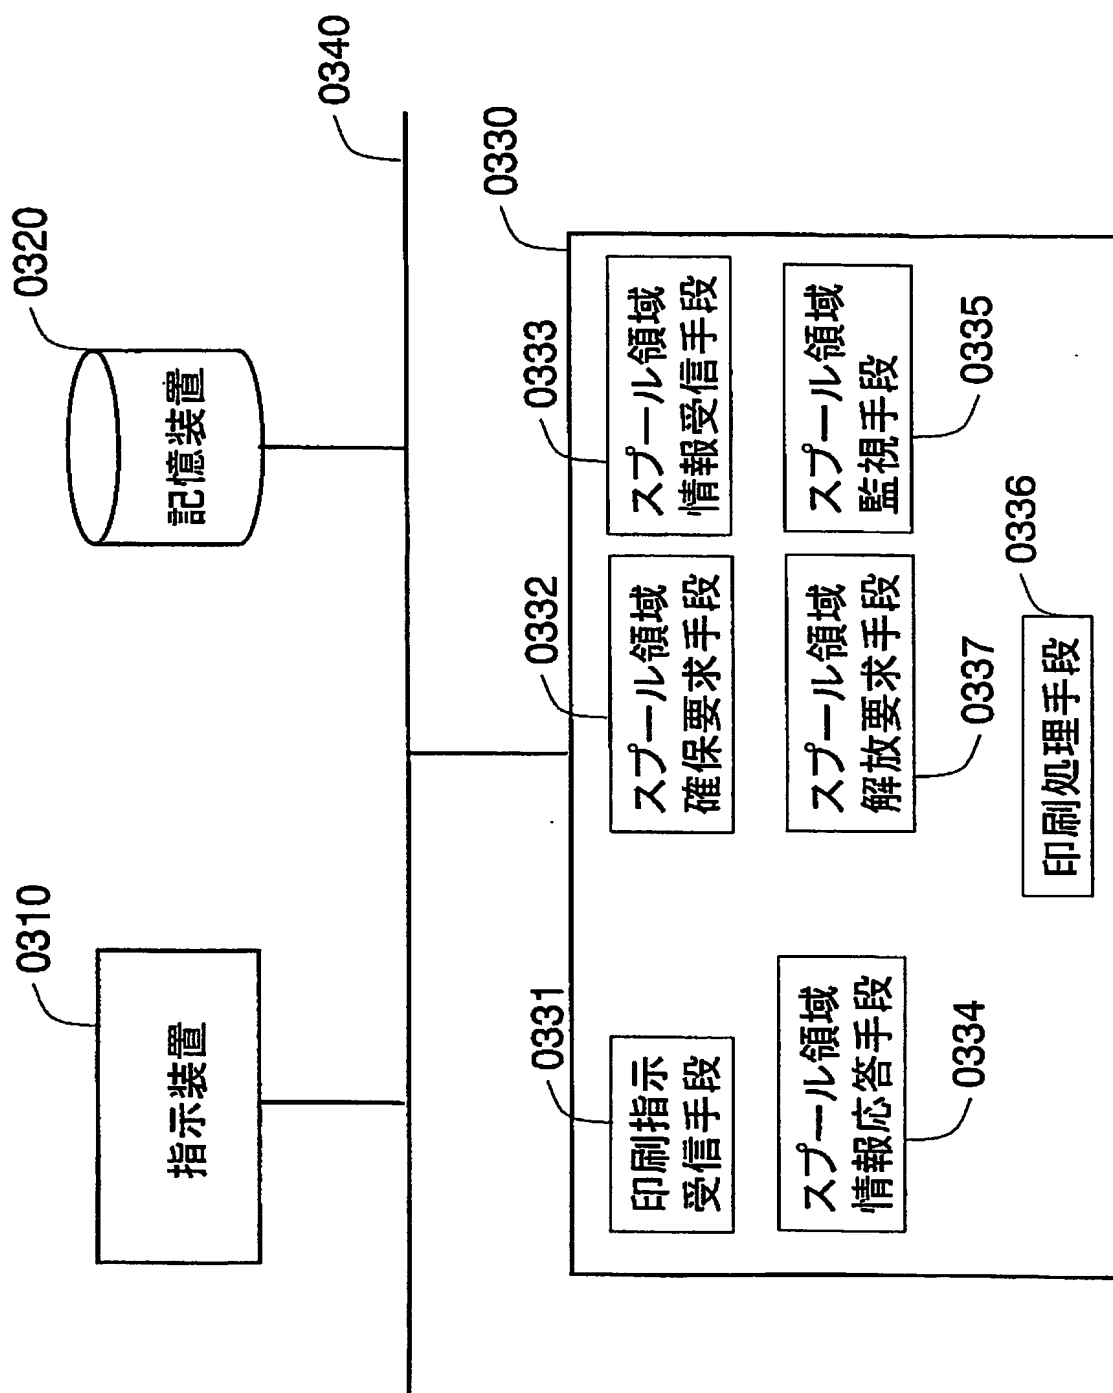 0310
指示装置
0320
記憶装置
0340
0330
0331
印刷指示
受信手段
0332
スプール領域
確保要求手段
0333
スプール領域
情報受信手段
スプール領域
情報応答手段
0334
スプール領域
解放要求手段
0337
スプール領域
監視手段
0335
0336
印刷処理手段